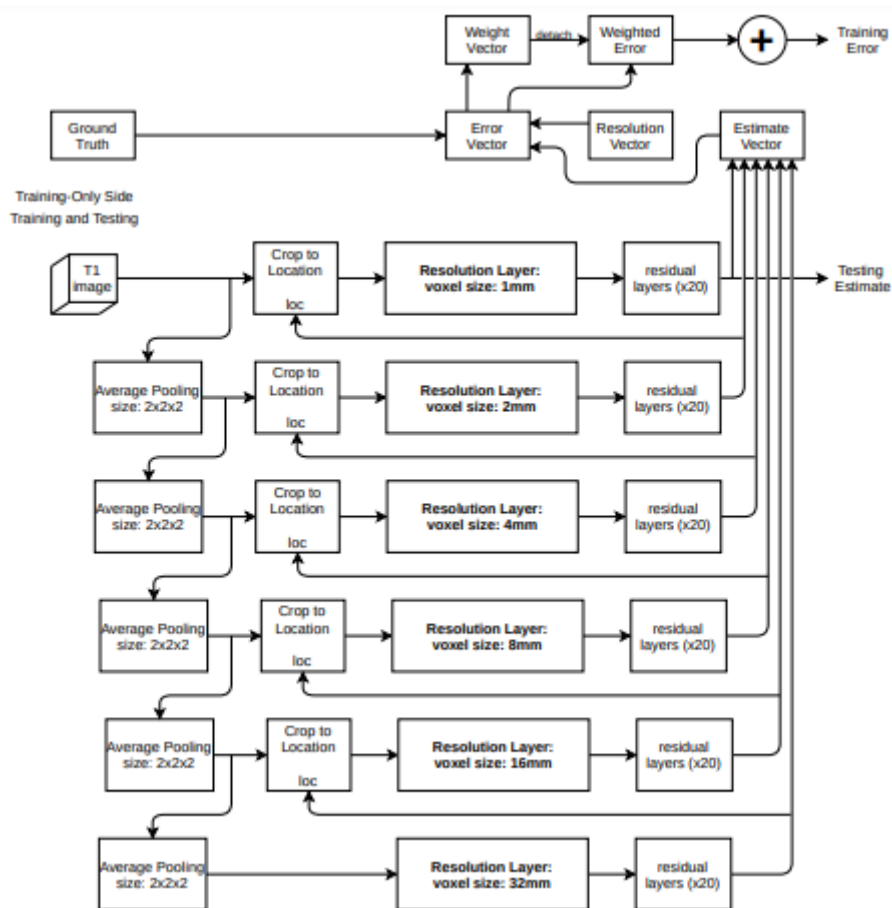 Weight
Vector
detach
Weighted
Error
+
Training
Error
Ground
Truth
Error
Vector
Resolution
Vector
Estimate
Vector
Training-Only Side
Training and Testing
T1
image
Crop to
Location
loc
Resolution Layer:
voxel size: 1mm
residual
layers (x20)
Testing
Estimate
Average Pooling
size: 2x2x2
Crop to
Location
loc
Resolution Layer:
voxel size: 2mm
residual
layers (x20)
Average Pooling
size: 2x2x2
Crop to
Location
loc
Resolution Layer:
voxel size: 4mm
residual
layers (x20)
Average Pooling
size: 2x2x2
Crop to
Location
loc
Resolution Layer:
voxel size: 8mm
residual
layers (x20)
Average Pooling
size: 2x2x2
Crop to
Location
loc
Resolution Layer:
voxel size: 16mm
residual
layers (x20)
Average Pooling
size: 2x2x2
Resolution Layer:
voxel size: 32mm
residual
layers (x20)